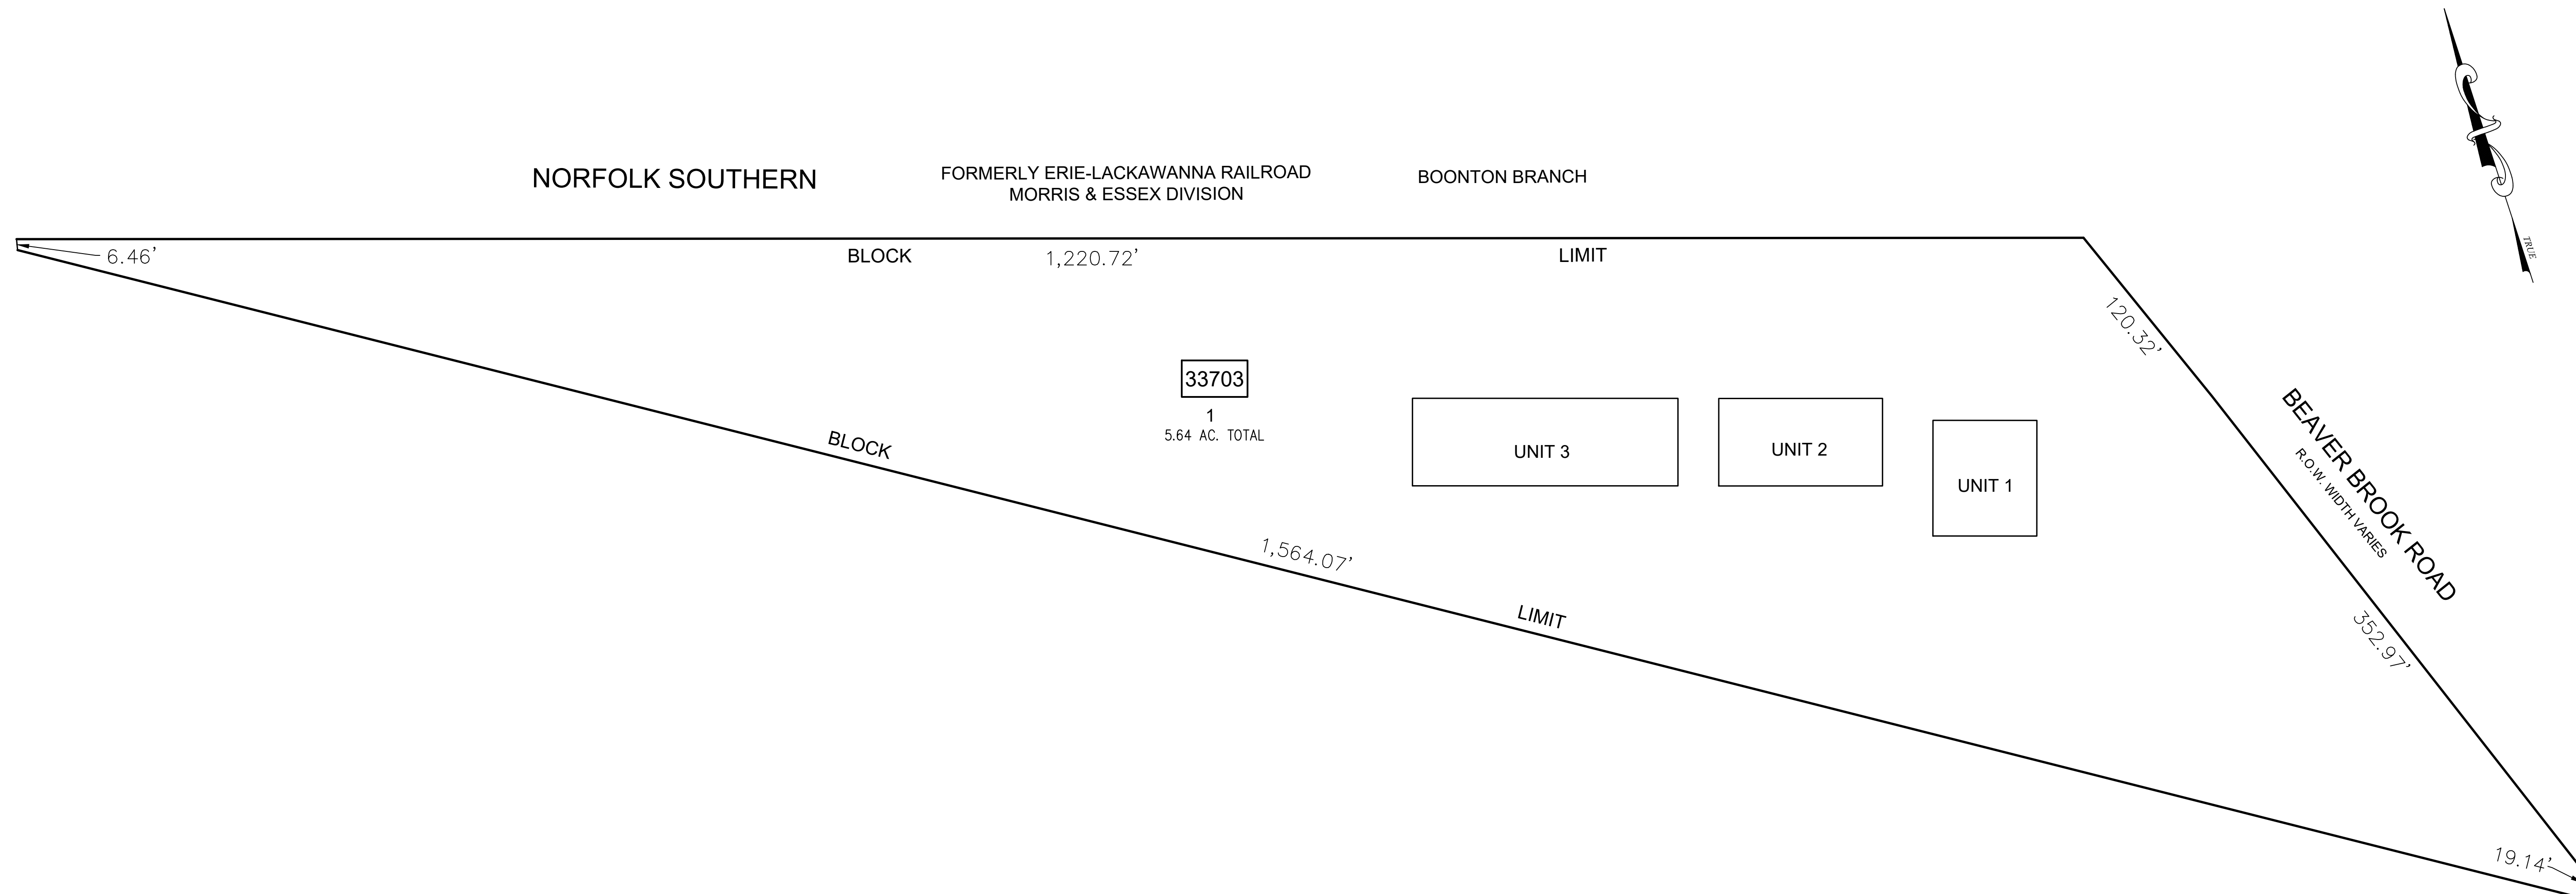 NORFOLK SOUTHERN
FORMERLY ERIE-LACKAWANNA RAILROAD
MORRIS & ESSEX DIVISION
BOONTON BRANCH
TRUE
6.46'
BLOCK
1,220.72'
LIMIT
120.32'
33703
1
5.64 AC. TOTAL
BLOCK
UNIT 3
UNIT 2
UNIT 1
BEAVER BROOK ROAD
R.O.W. WIDTH VARIES
1,564.07'
LIMIT
352.97'
19.14'